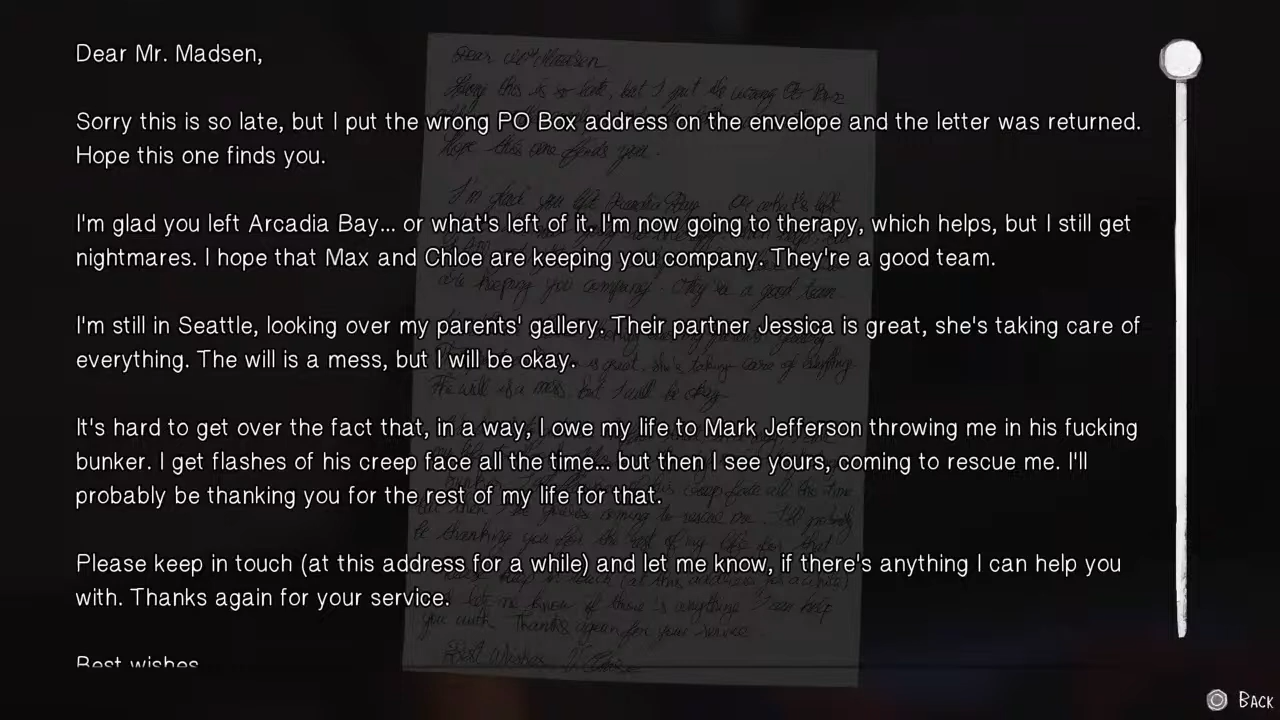 Dear Mr. Madsen,
Sorry this is so late, but I put the wrong PO Box address on the envelope and the letter was returned.
Hope this one finds you.
I'm glad you left Arcadia Bay... or what's left of it. I'm now going to therapy, which helps, but I still get
nightmares. I hope that Max and Chloe are keeping you company. They're a good team.
I'm still in Seattle, looking over my parents' gallery. Their partner Jessica is great, she's taking care of
everything. The will is a mess, but I will be okay.
It's hard to get over the fact that, in a way, I owe my life to Mark Jefferson throwing me in his fucking
bunker. I get flashes of his creep face all the time... but then I see yours, coming to rescue me. I'll
probably be thanking you for the rest of my life for that.
Please keep in touch (at this address for a while) and let me know, if there's anything I can help you
with. Thanks again for your service.
Best wishes
Back